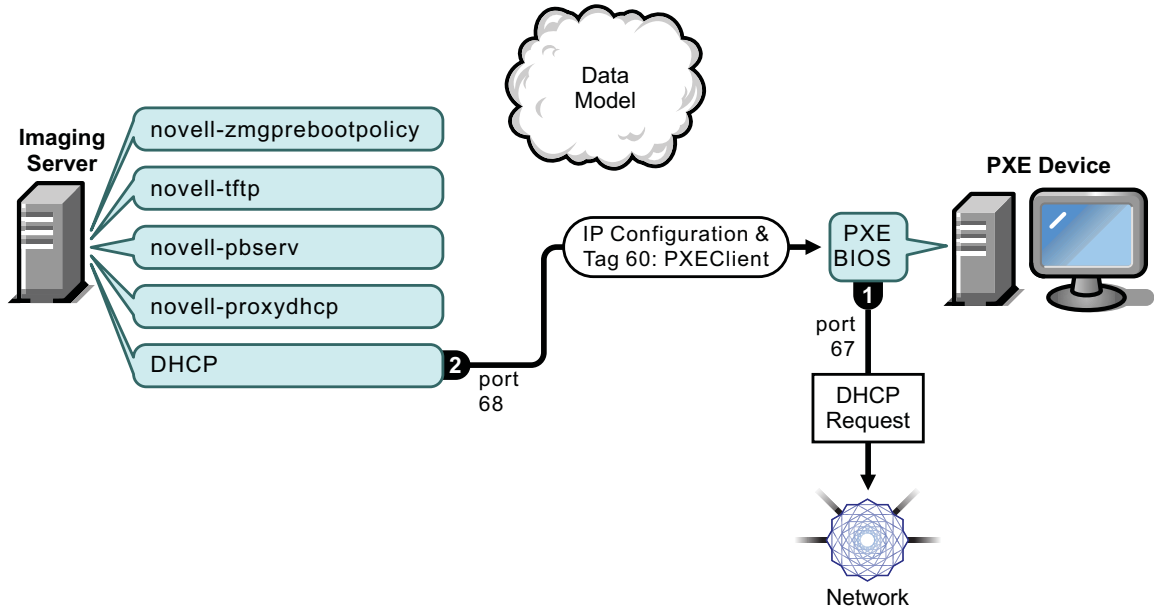 Data
Model
Imaging
Server
novell-zmgprebootpolicy
novell-tftp
novell-pbserv
novell-proxydhcp
DHCP
2
port
68
IP Configuration &
Tag 60: PXEClient
PXE Device
PXE
BIOS
1
port
67
DHCP
Request
Network